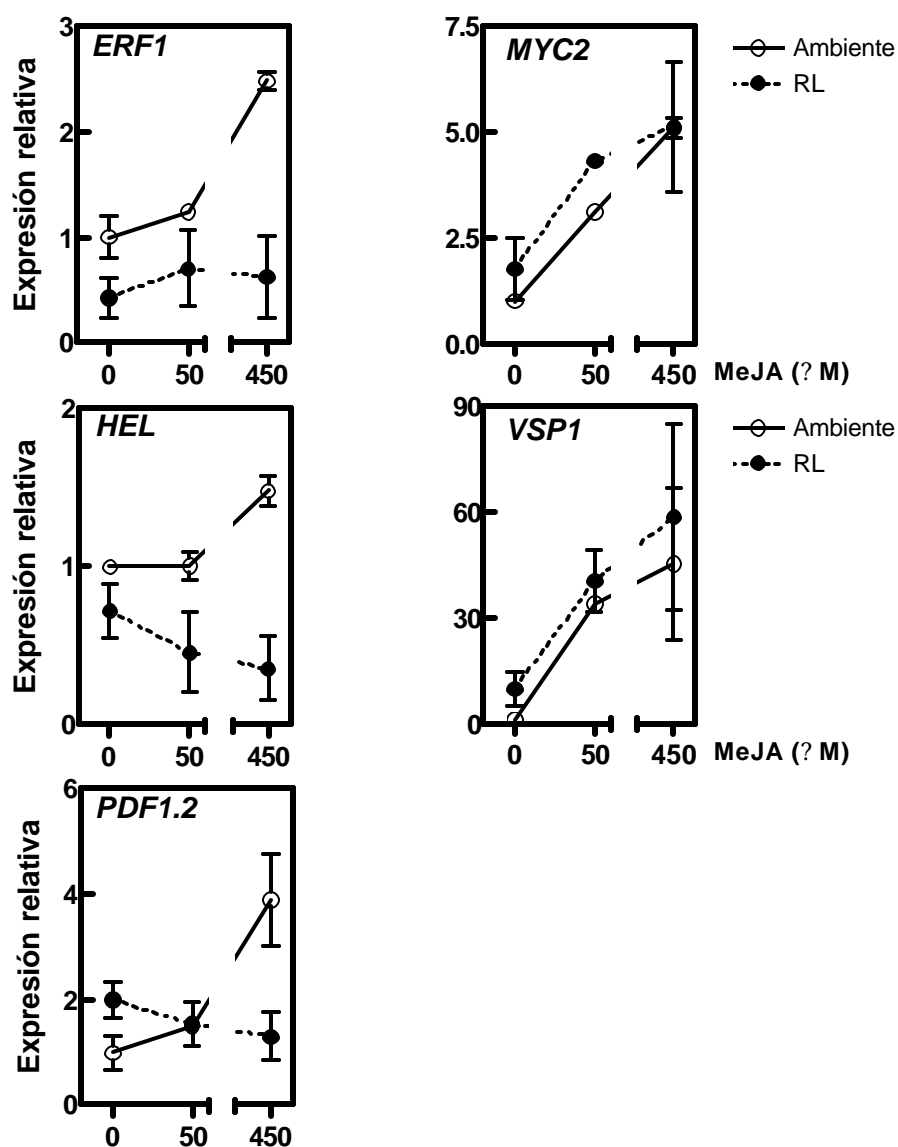 ERF1
3
2
1
0
Expresión relativa
0 50 450
MYC2
7.5
5.0
2.5
0.0
0 50 450 MeJA (? M)
Ambiente
RL
HEL
2
1
0
Expresión relativa
0 50 450
VSP1
90
60
30
0
0 50 450 MeJA (? M)
Ambiente
RL
PDF1.2
6
4
2
0
Expresión relativa
0 50 450